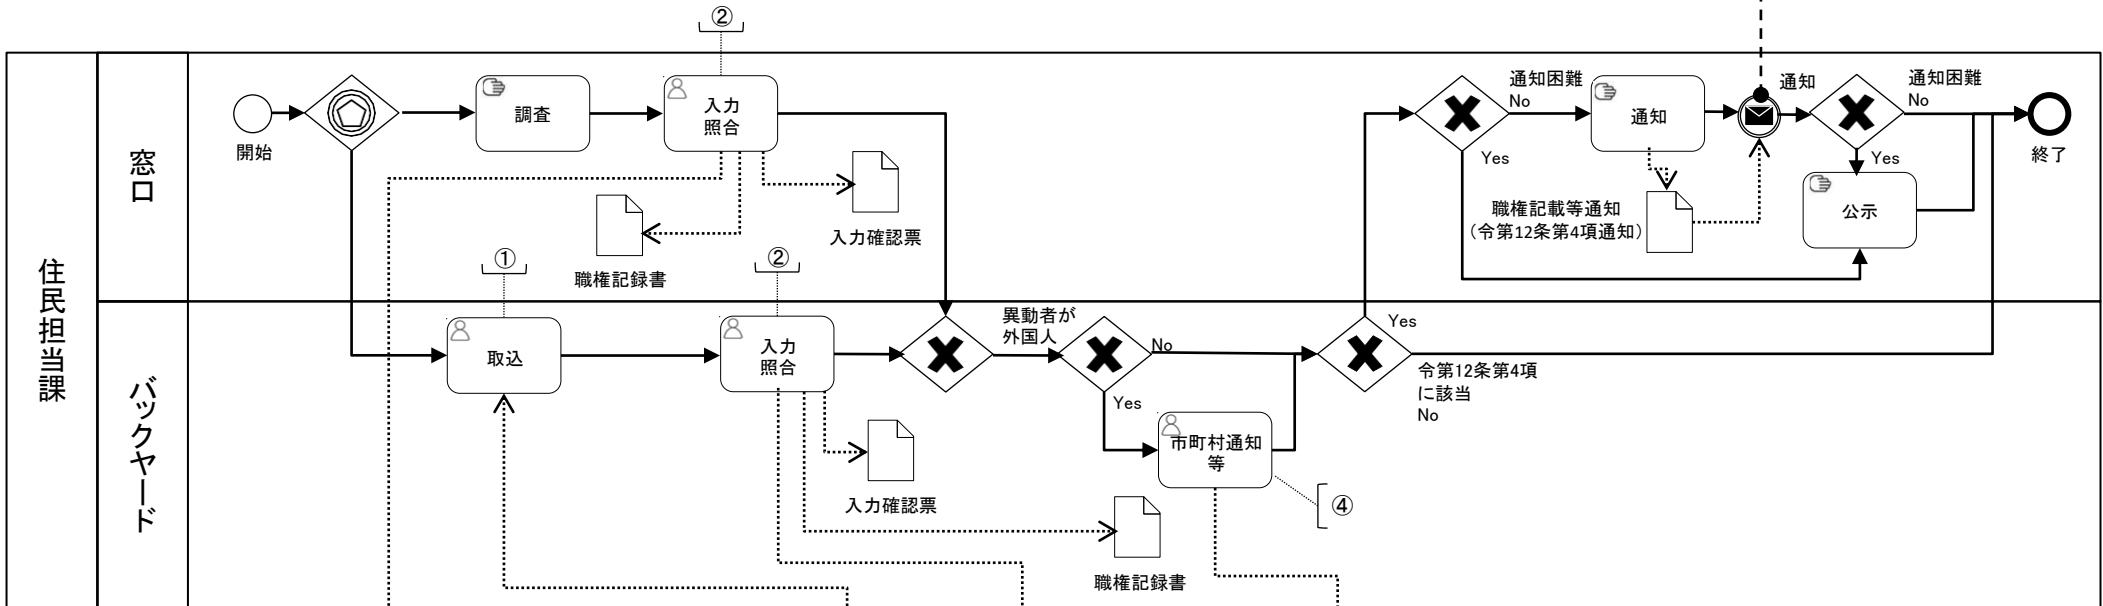 ②
住民担当課
窓口
開始
調査
入力
照合
職権記録書
入力確認票
通知困難
No
Yes
通知
職権記載等通知
（令第12条第4項通知）
通知
通知困難
No
Yes
公示
終了
バックヤード
①
取込
②
入力
照合
入力確認票
職権記録書
異動者が
外国人
No
Yes
市町村通知
等
④
Yes
令第12条第4項
に該当
No